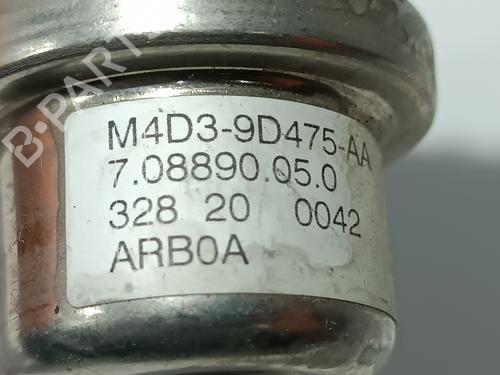 M4D3-9D475-AA
7.08890.05.0
328 20 0042
ARB0A
B-PARTS